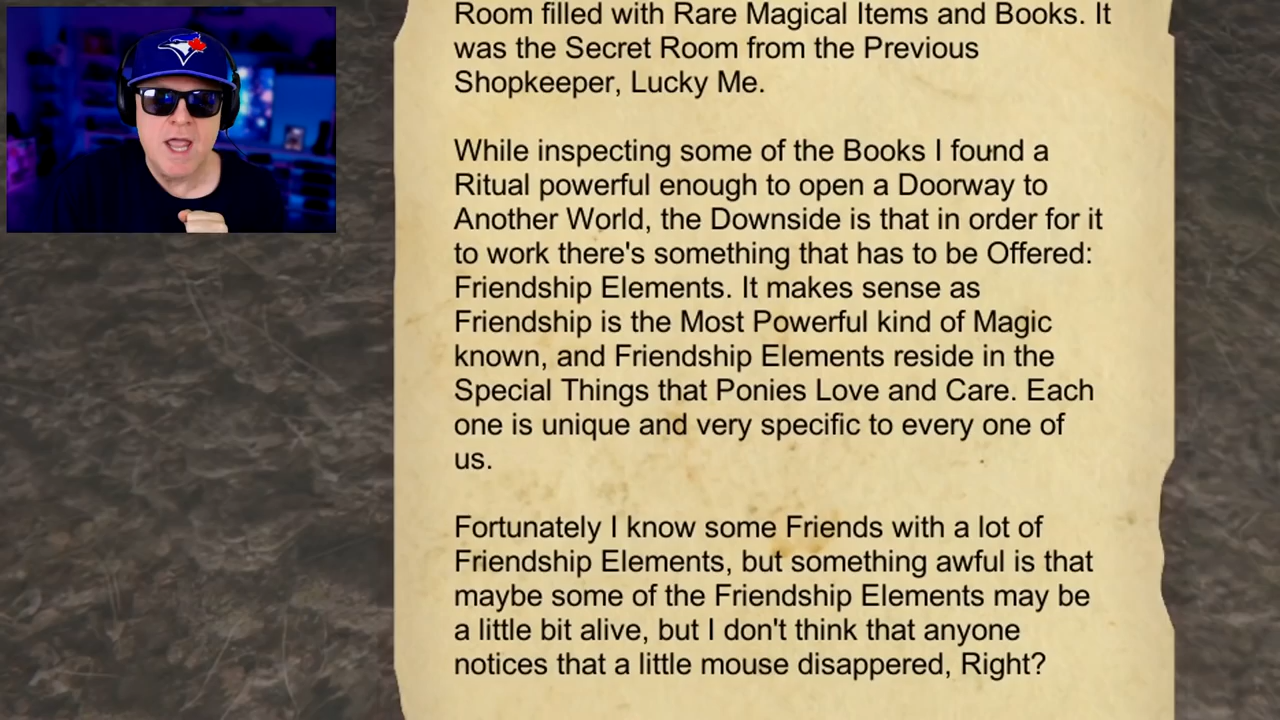 Room filled with Rare Magical Items and Books. It
was the Secret Room from the Previous
Shopkeeper, Lucky Me.
While inspecting some of the Books I found a
Ritual powerful enough to open a Doorway to
Another World, the Downside is that in order for it
to work there's something that has to be Offered:
Friendship Elements. It makes sense as
Friendship is the Most Powerful kind of Magic
known, and Friendship Elements reside in the
Special Things that Ponies Love and Care. Each
one is unique and very specific to every one of
us.
Fortunately I know some Friends with a lot of
Friendship Elements, but something awful is that
maybe some of the Friendship Elements may be
a little bit alive, but I don't think that anyone
notices that a little mouse disappered, Right?